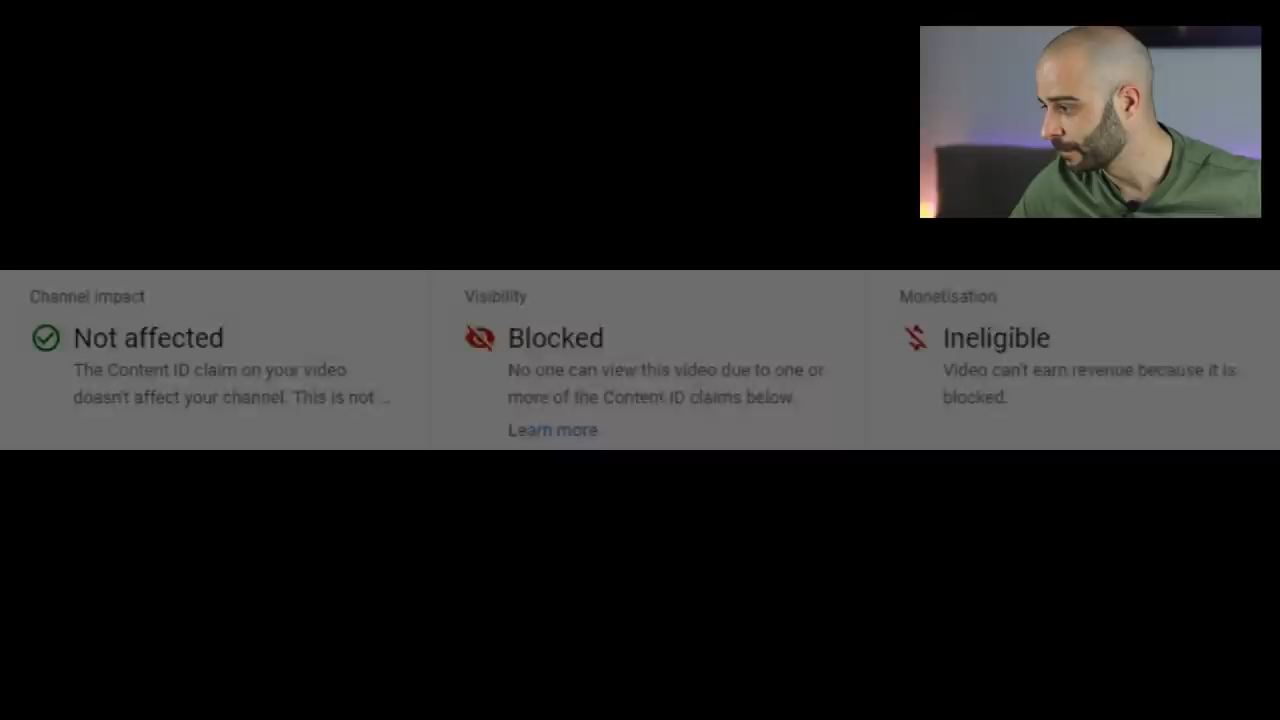 Channel impact
Not affected
The Content ID claim on your video
doesn't affect your channel. This is not ...
Visibility
Blocked
No one can view this video due to one or
more of the Content ID claims below.
Learn more
Monetisation
Ineligible
Video can't earn revenue because it is
blocked.